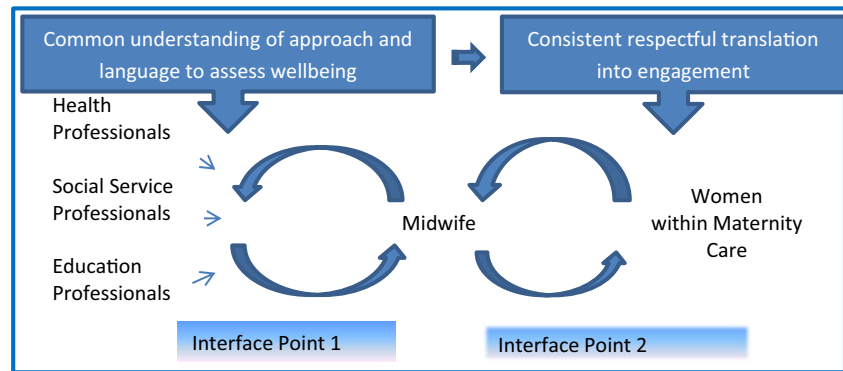 Common understanding of approach and
language to assess wellbeing
Consistent respectful translation
into engagement
Health
Professionals
Social Service
Professionals
Education
Professionals
Midwife
Women
within Maternity
Care
Interface Point 1
Interface Point 2